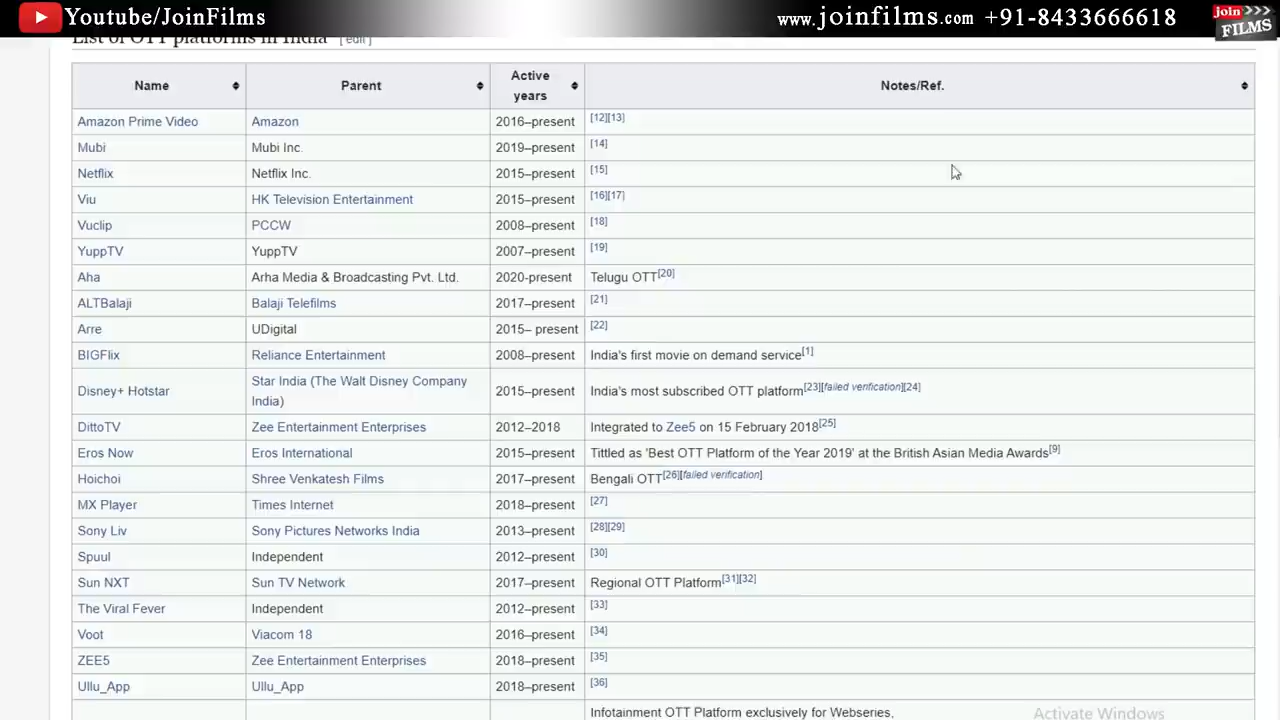 Youtube/JoinFilms
www.joinfilms.com +91-8433666618
join FILMS
List of OTT platforms in India [ edit ]
Name Parent Active years Notes/Ref.
Amazon Prime Video Amazon 2016–present [12][13]
Mubi Mubi Inc. 2019–present [14]
Netflix Netflix Inc. 2015–present [15]
Viu HK Television Entertainment 2015–present [16][17]
Vuclip PCCW 2008–present [18]
YuppTV YuppTV 2007–present [19]
Aha Arha Media & Broadcasting Pvt. Ltd. 2020-present Telugu OTT[20]
ALTBalaji Balaji Telefilms 2017–present [21]
Arre UDigital 2015– present [22]
BIGFlix Reliance Entertainment 2008–present India's first movie on demand service[1]
Disney+ Hotstar Star India (The Walt Disney Company India) 2015–present India's most subscribed OTT platform[23][failed verification][24]
DittoTV Zee Entertainment Enterprises 2012–2018 Integrated to Zee5 on 15 February 2018[25]
Eros Now Eros International 2015–present Tittled as 'Best OTT Platform of the Year 2019' at the British Asian Media Awards[9]
Hoichoi Shree Venkatesh Films 2017–present Bengali OTT[26][failed verification]
MX Player Times Internet 2018–present [27]
Sony Liv Sony Pictures Networks India 2013–present [28][29]
Spuul Independent 2012–present [30]
Sun NXT Sun TV Network 2017–present Regional OTT Platform[31][32]
The Viral Fever Independent 2012–present [33]
Voot Viacom 18 2016–present [34]
ZEE5 Zee Entertainment Enterprises 2018–present [35]
Ullu_App Ullu_App 2018–present [36]
Infotainment OTT Platform exclusively for Webseries,
Activate Windows